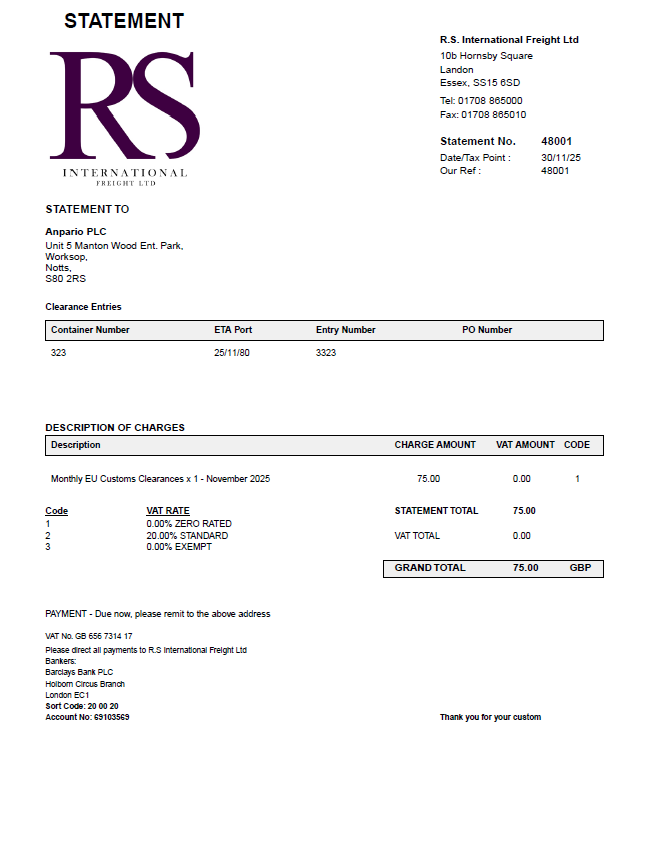 STATEMENT
RS
INTERNATIONAL
FREIGHT LTD
R.S. International Freight Ltd
10b Hornsby Square
Landon
Essex, SS15 6SD
Tel: 01708 865000
Fax: 01708 865010
Statement No. 48001
Date/Tax Point : 30/11/25
Our Ref : 48001
STATEMENT TO
Anpario PLC
Unit 5 Manton Wood Ent. Park,
Worksop,
Notts,
S80 2RS
Clearance Entries
Container Number ETA Port Entry Number PO Number
323 25/11/80 3323
DESCRIPTION OF CHARGES
Description CHARGE AMOUNT VAT AMOUNT CODE
Monthly EU Customs Clearances x 1 - November 2025 75.00 0.00 1
Code VAT RATE STATEMENT TOTAL 75.00
1 0.00% ZERO RATED
2 20.00% STANDARD VAT TOTAL 0.00
3 0.00% EXEMPT
GRAND TOTAL 75.00 GBP
PAYMENT - Due now, please remit to the above address
VAT No. GB 656 7314 17
Please direct all payments to R.S International Freight Ltd
Bankers:
Barclays Bank PLC
Holborn Circus Branch
London EC1
Sort Code: 20 00 20
Account No: 69103569 Thank you for your custom